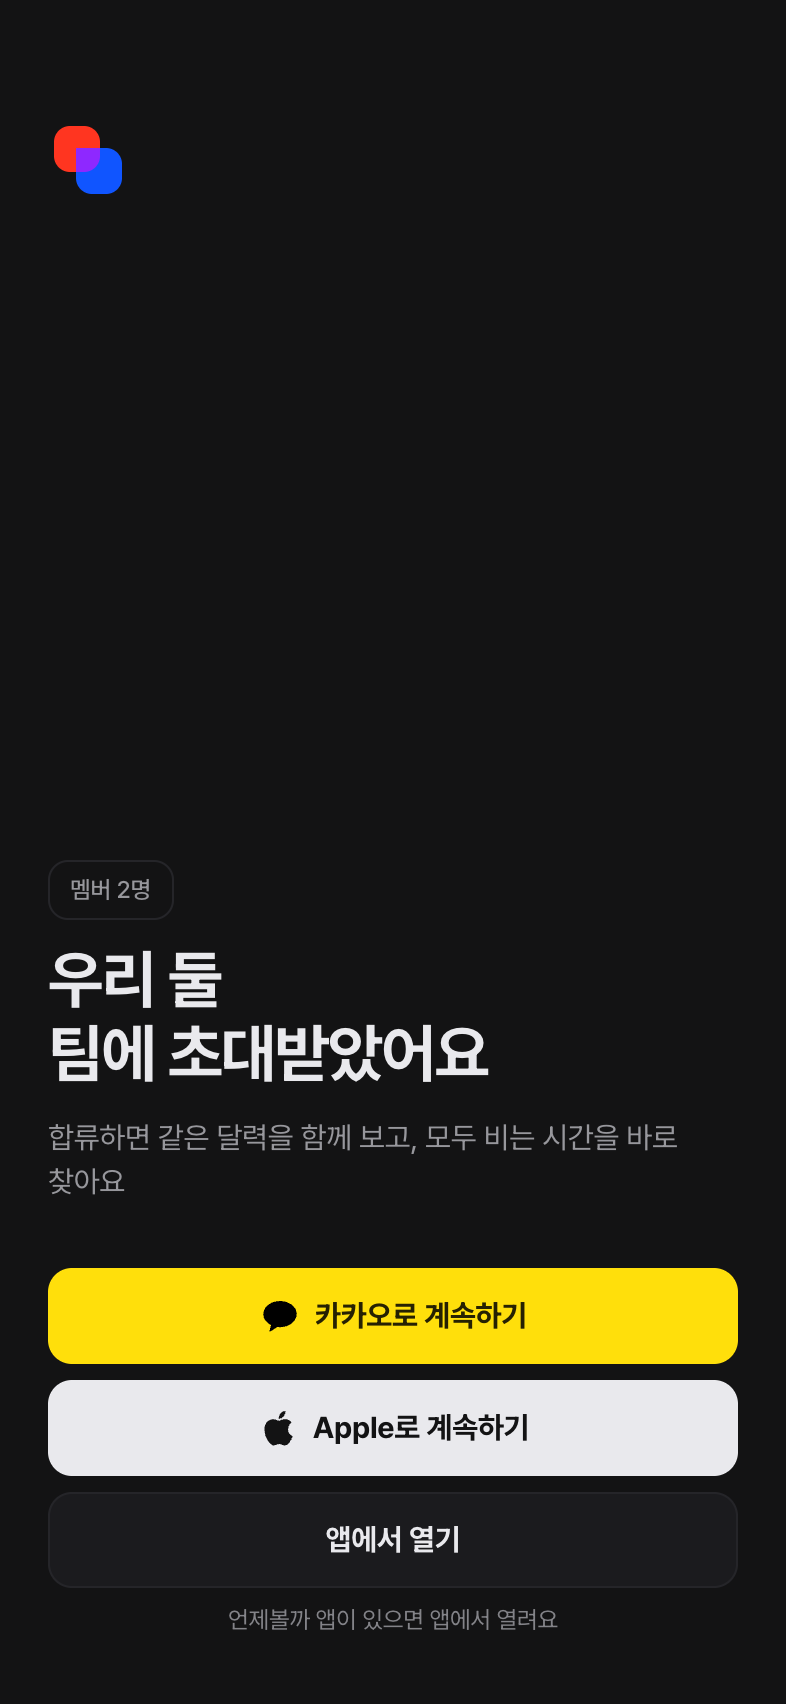 멤버 2명
우리 둘
팀에 초대받았어요
합류하면 같은 달력을 함께 보고, 모두 비는 시간을 바로
찾아요
카카오로 계속하기
Apple로 계속하기
앱에서 열기
언제볼까 앱이 있으면 앱에서 열려요